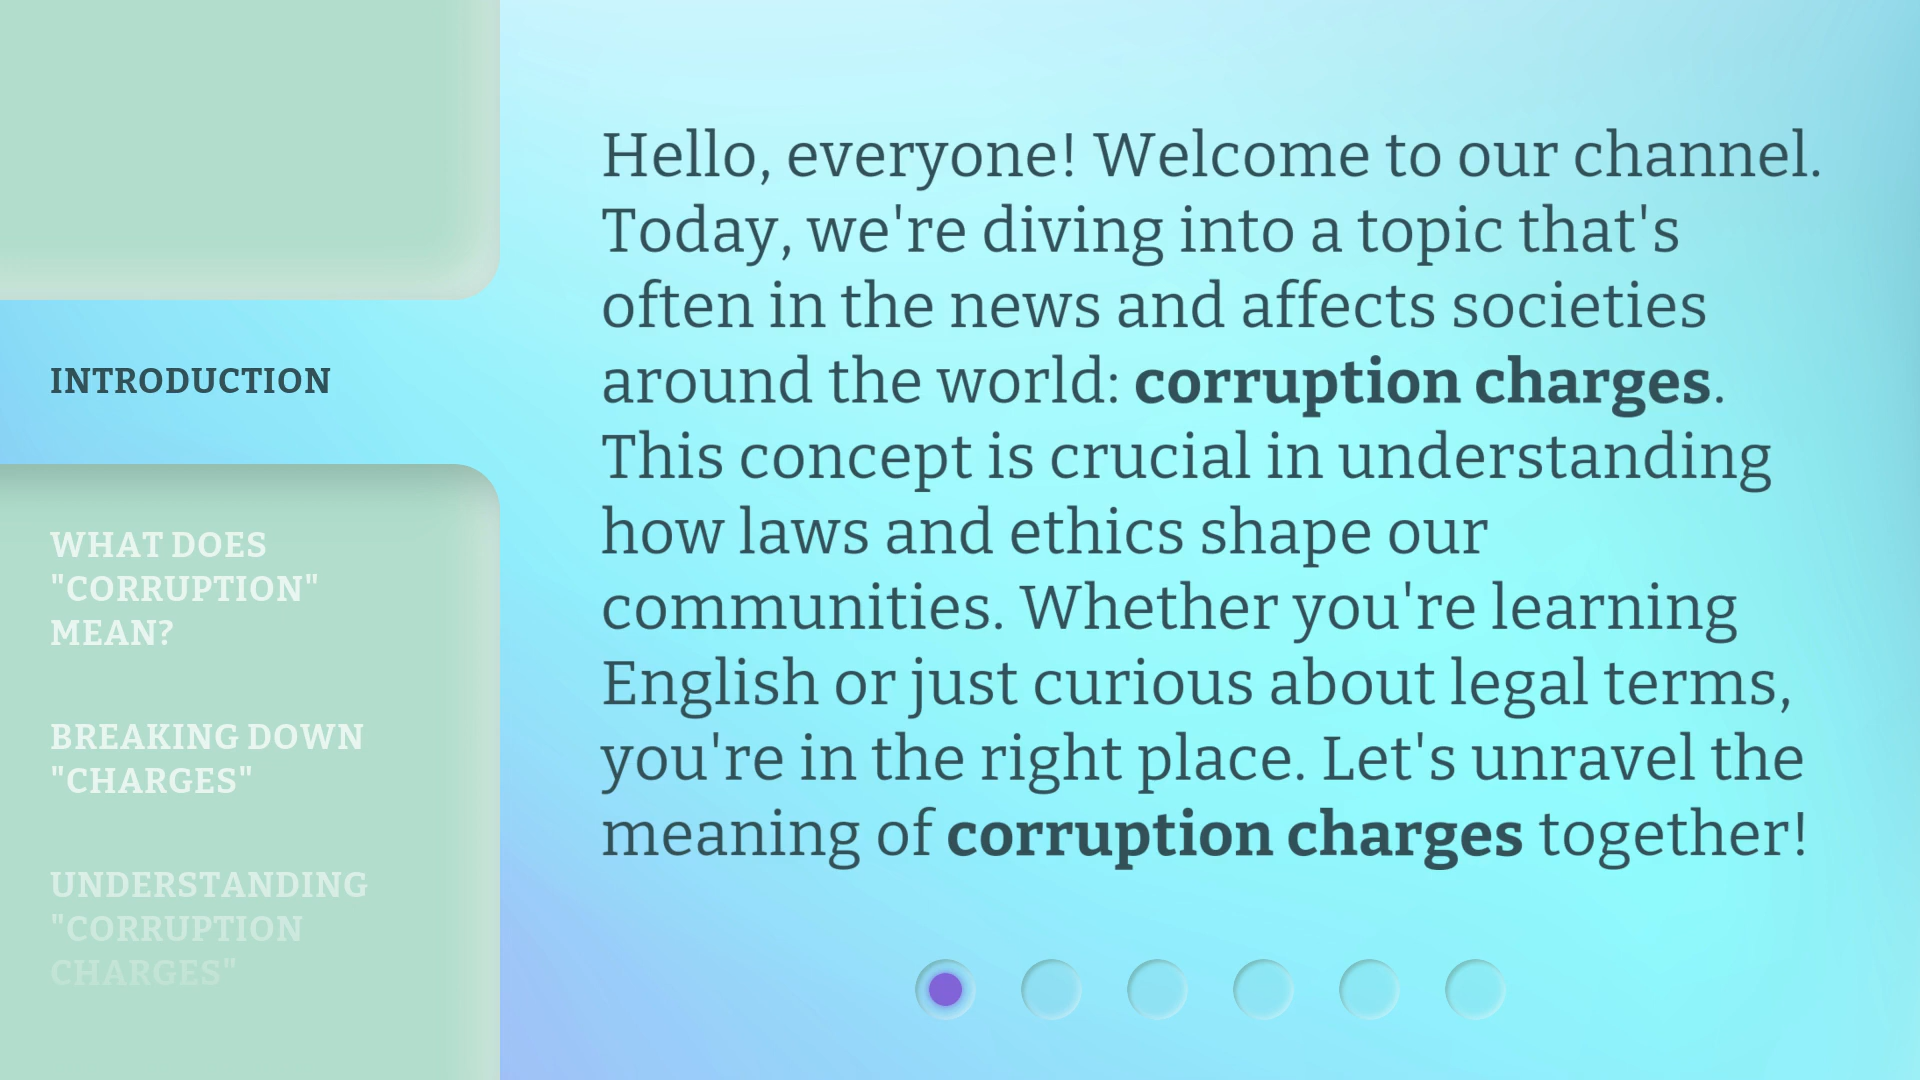 INTRODUCTION
WHAT DOES
"CORRUPTION"
MEAN?
BREAKING DOWN
"CHARGES"
UNDERSTANDING
"CORRUPTION
CHARGES"
Hello, everyone! Welcome to our channel.
Today, we're diving into a topic that's
often in the news and affects societies
around the world: corruption charges.
This concept is crucial in understanding
how laws and ethics shape our
communities. Whether you're learning
English or just curious about legal terms,
you're in the right place. Let's unravel the
meaning of corruption charges together!